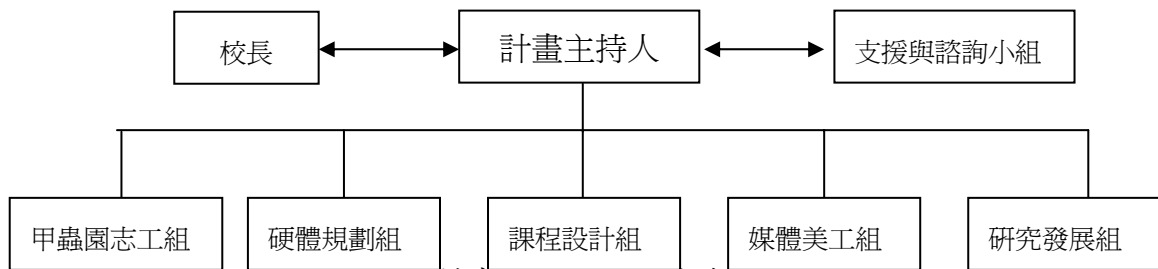 校長
計畫主持人
支援與諮詢小組
甲蟲園志工組
硬體規劃組
課程設計組
媒體美工組
研究發展組